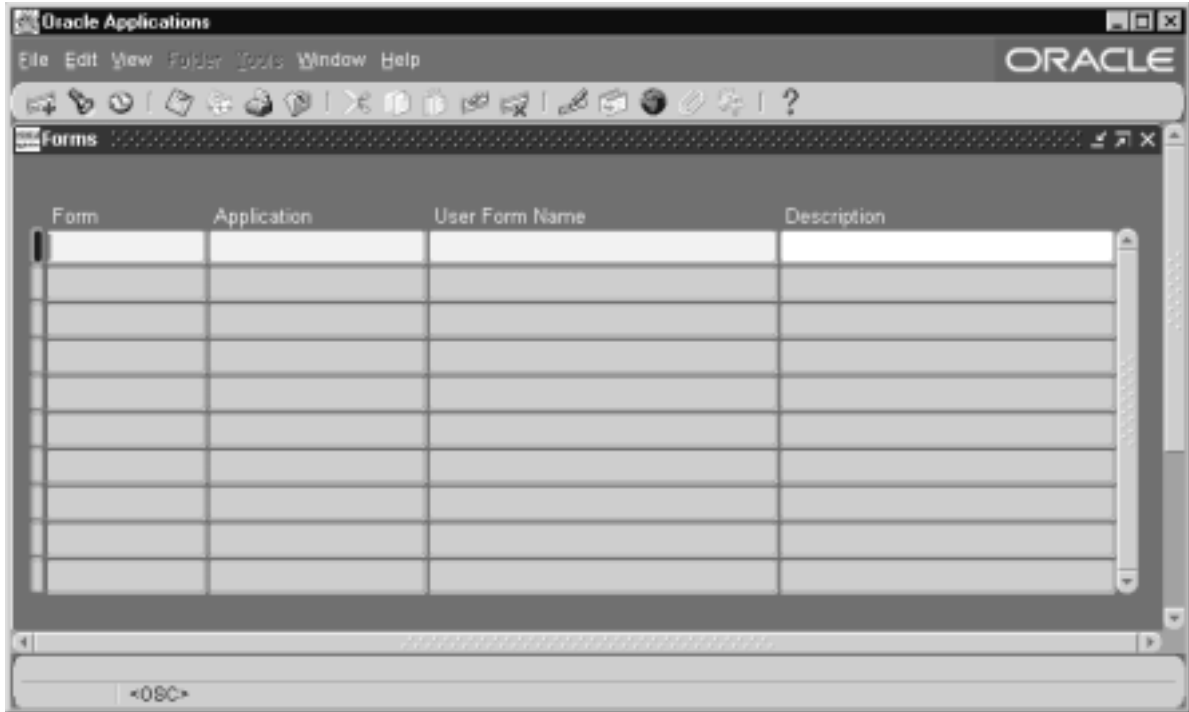 Oracle Applications
File Edit View Folder Tools Window Help
ORACLE
?
Forms
Form Application User Form Name Description
<OSC>